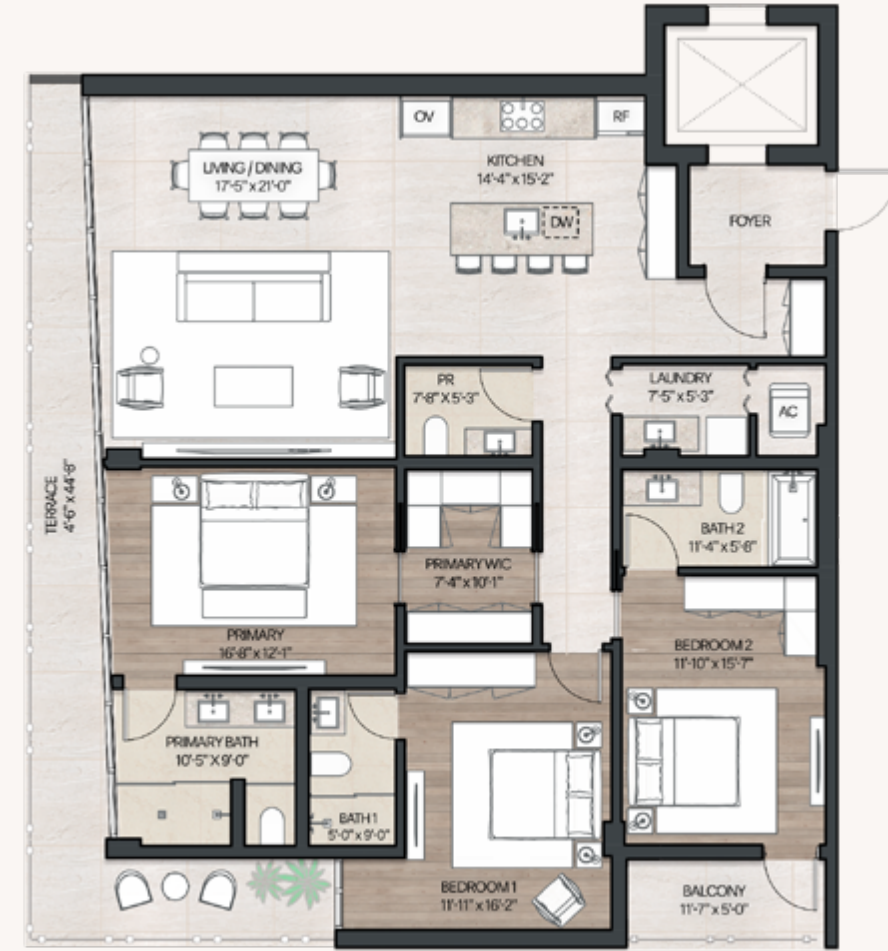 OV
RF
LIVING / DINING
17'-5" x 21'-0"
KITCHEN
14'-4" x 15'-2"
DW
FOYER
PR
7'-8" X 5'-3"
LAUNDRY
7'-5" x 5'-3"
AC
TERRACE
4'-6" x 44'-8"
BATH 2
11'-4" x 5'-8"
PRIMARY WIC
7'-4" x 10'-1"
PRIMARY
16'-8" x 12'-1"
BEDROOM 2
11'-10" x 15'-7"
PRIMARY BATH
10'-5" X 9'-0"
BATH 1
5'-0" x 9'-0"
BEDROOM 1
11'-11" x 16'-2"
BALCONY
11'-7" x 5'-0"